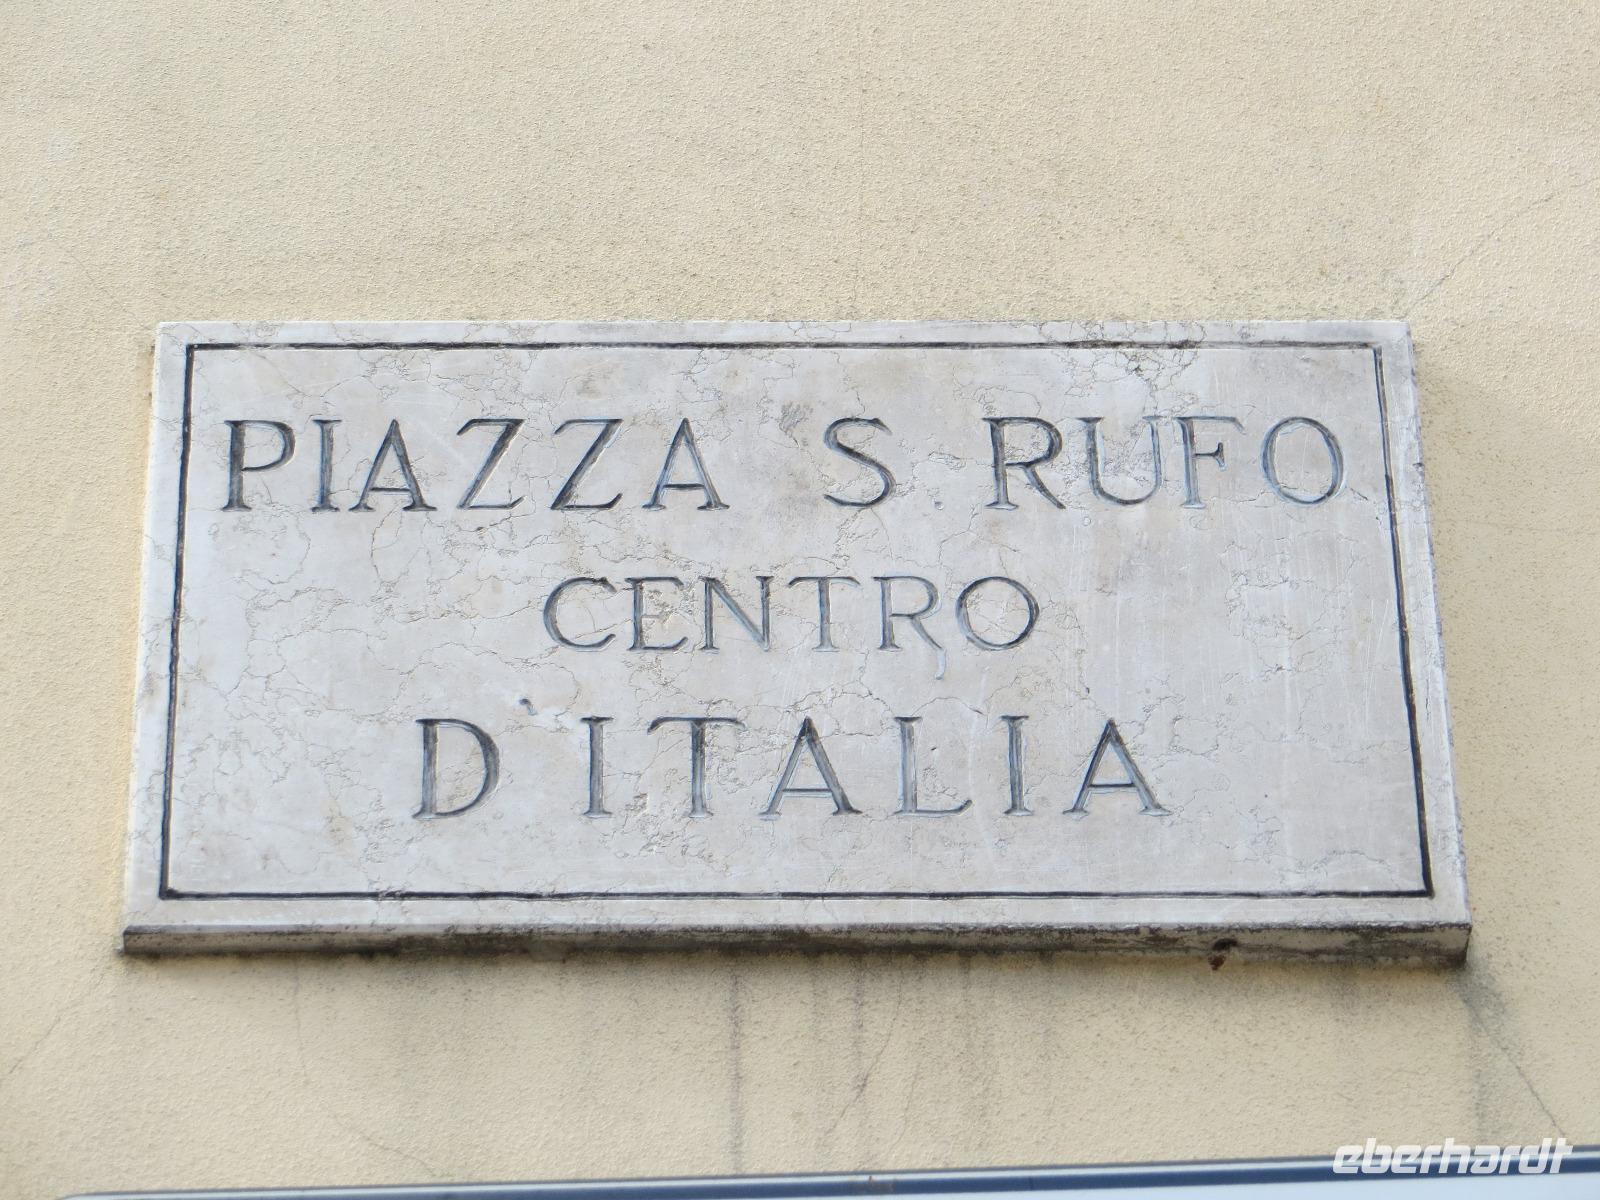 PIAZZA S. RUFO
CENTRO
D'ITALIA
eberhardt